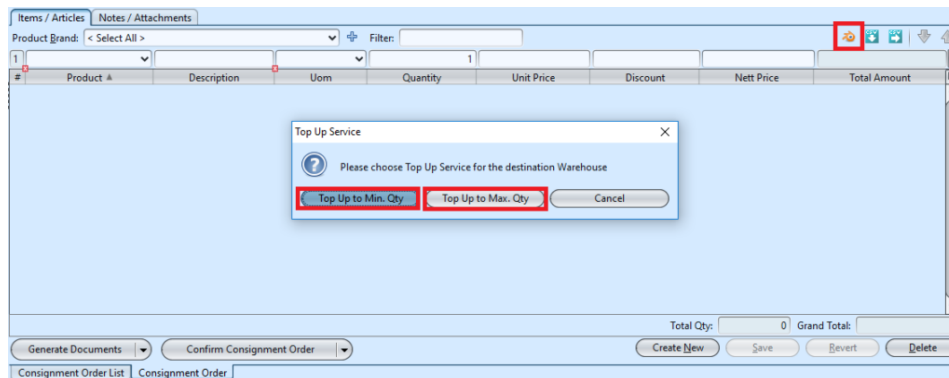 Items / Articles Notes / Attachments
Product Brand: < Select All > Filter:
1 1
# Product Description Uom Quantity Unit Price Discount Nett Price Total Amount
Top Up Service
Please choose Top Up Service for the destination Warehouse
Top Up to Min. Qty Top Up to Max. Qty Cancel
Total Qty: 0 Grand Total:
Generate Documents Confirm Consignment Order Create New Save Revert Delete
Consignment Order List Consignment Order